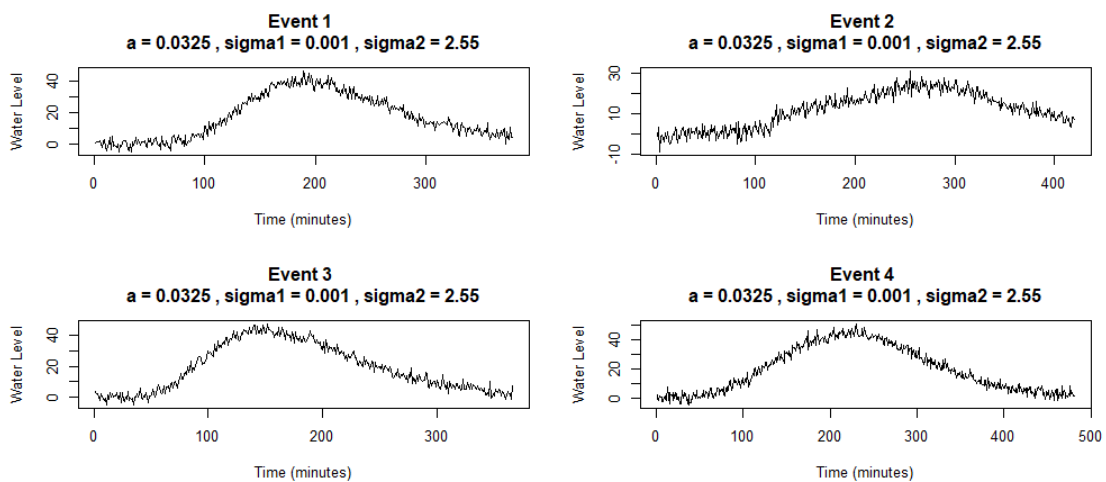 Event 1
a = 0.0325 , sigma1 = 0.001 , sigma2 = 2.55
Water Level
40
20
0
0 100 200 300
Time (minutes)
Event 2
a = 0.0325 , sigma1 = 0.001 , sigma2 = 2.55
Water Level
30
10
-10
0 100 200 300 400
Time (minutes)
Event 3
a = 0.0325 , sigma1 = 0.001 , sigma2 = 2.55
Water Level
40
20
0
0 100 200 300
Time (minutes)
Event 4
a = 0.0325 , sigma1 = 0.001 , sigma2 = 2.55
Water Level
40
20
0
0 100 200 300 400 500
Time (minutes)